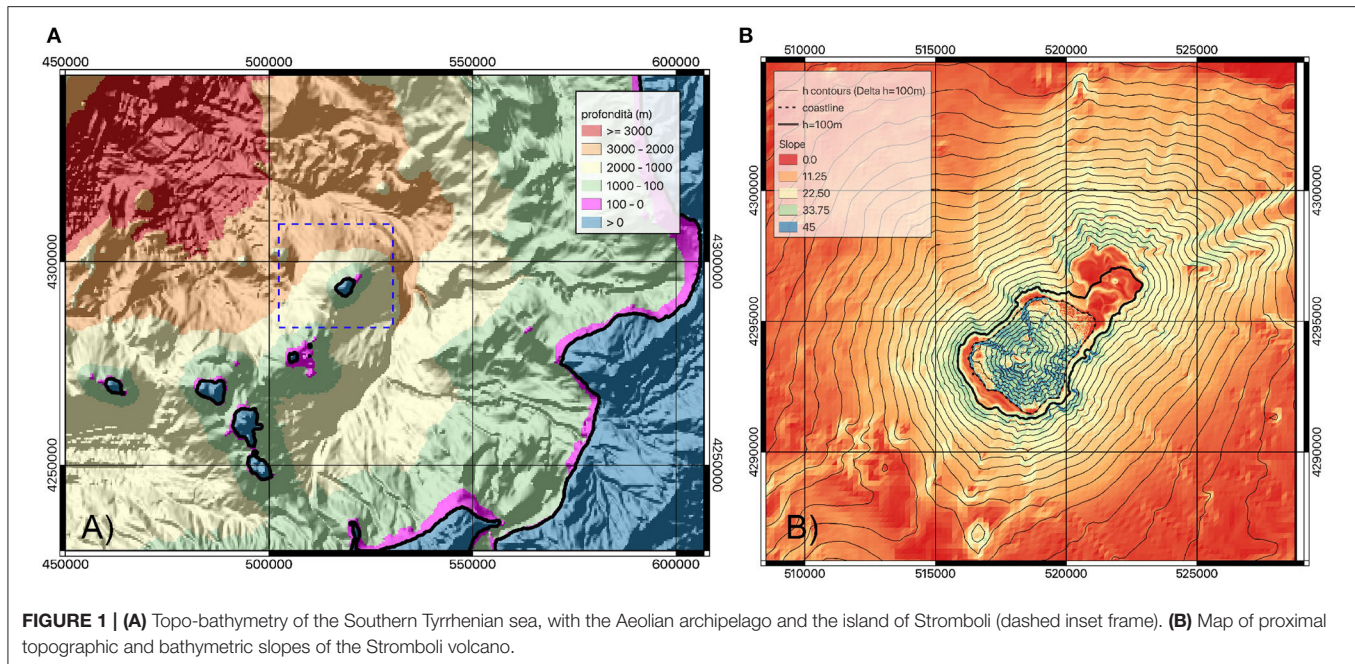 A
450000 500000 550000 600000
profondità (m)
>= 3000
3000 - 2000
2000 - 1000
1000 - 100
100 - 0
> 0
4300000
4300000
4250000
4250000
A)
450000 500000 550000 600000
B
510000 515000 520000 525000
h contours (Delta h=100m)
coastline
h=100m
Slope
0.0
11.25
22.50
33.75
45
4300000
4300000
4295000
4295000
4290000
4290000
B)
510000 515000 520000 525000
FIGURE 1 | (A) Topo-bathymetry of the Southern Tyrrhenian sea, with the Aeolian archipelago and the island of Stromboli (dashed inset frame). (B) Map of proximal
topographic and bathymetric slopes of the Stromboli volcano.